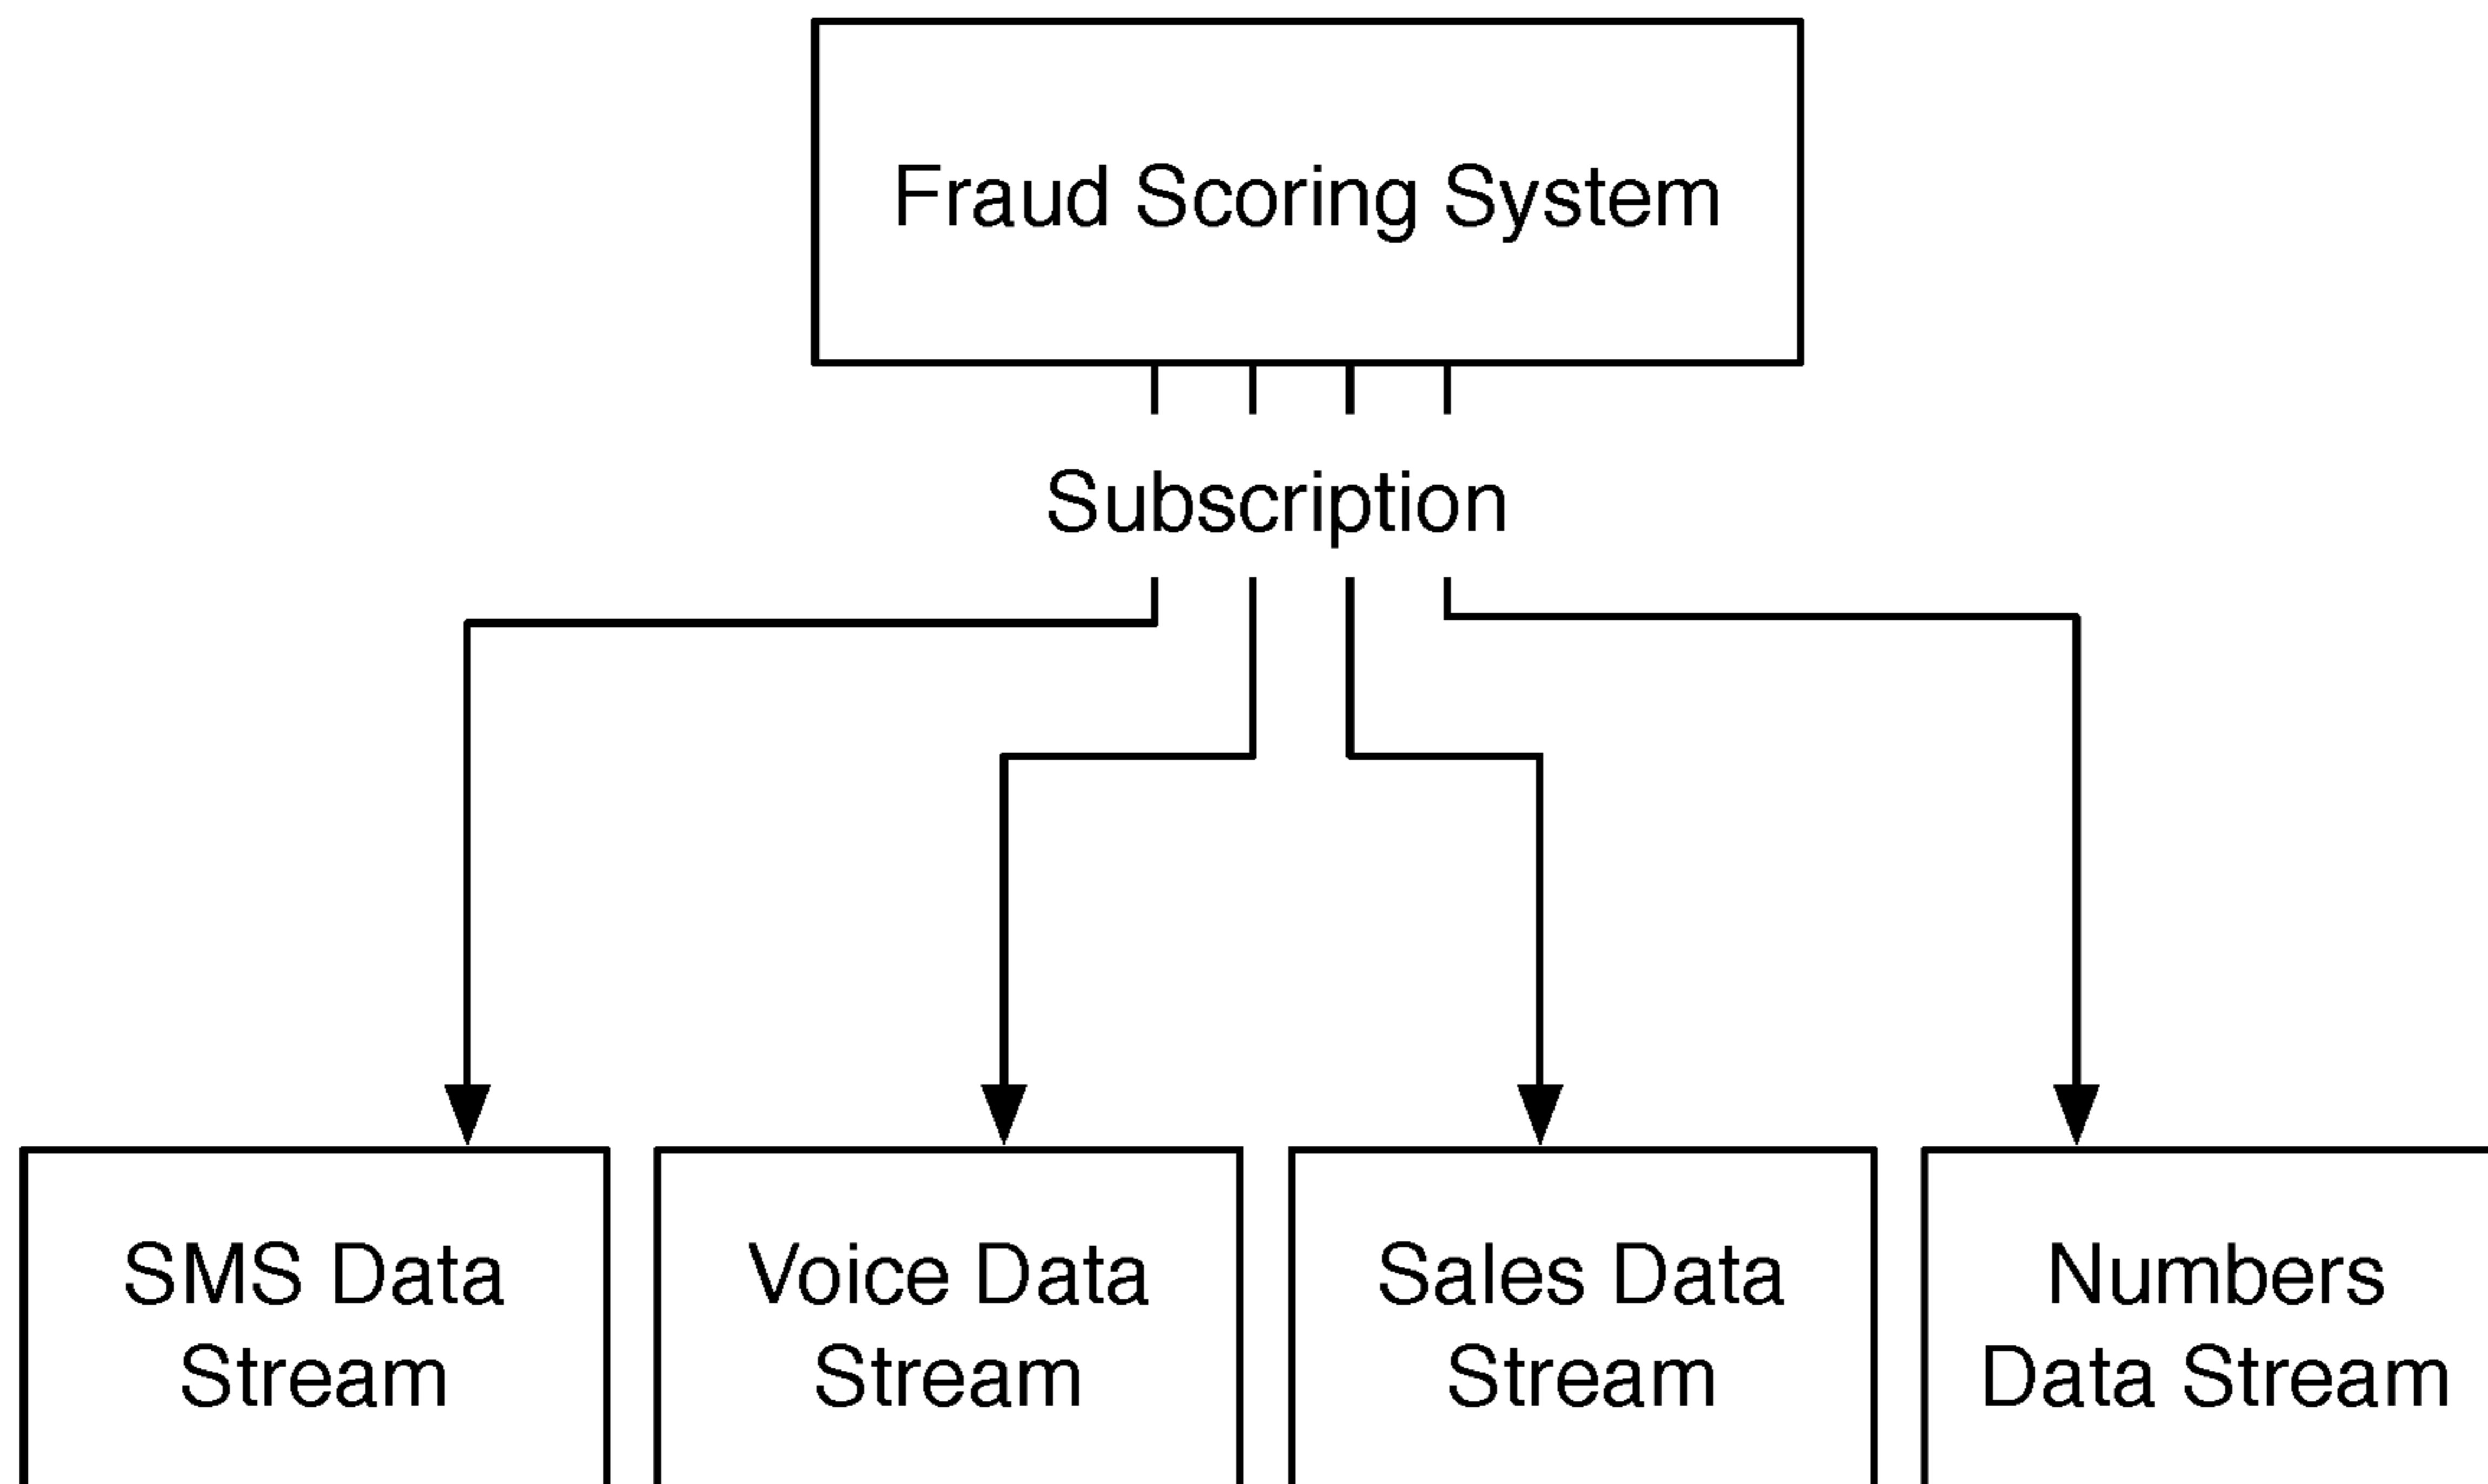 Fraud Scoring System
Subscription
SMS Data
Stream
Voice Data
Stream
Sales Data
Stream
Numbers
Data Stream